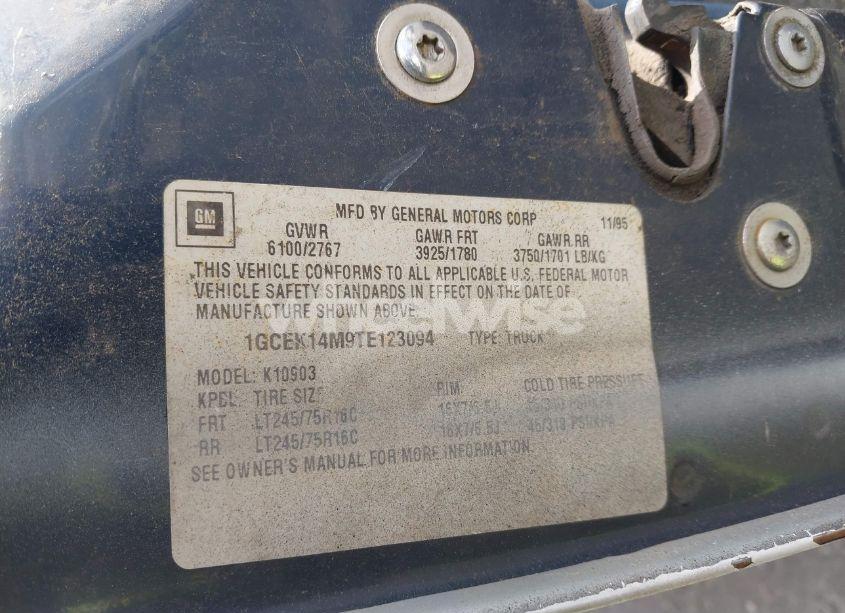 GM
MFD BY GENERAL MOTORS CORP 11/95
GVWR GAWR FRT GAWR RR
6100/2767 3925/1780 3750/1701 LB/KG
THIS VEHICLE CONFORMS TO ALL APPLICABLE U.S. FEDERAL MOTOR
VEHICLE SAFETY STANDARDS IN EFFECT ON THE DATE OF
MANUFACTURE SHOWN ABOVE.
1GCEK14M9TE123094 TYPE: TRUCK
MODEL: K10903
TIRE SIZE RIM COLD TIRE PRESSURE
FRT LT245/75R16C
RR LT245/75R16C
SEE OWNER'S MANUAL FOR MORE INFORMATION.